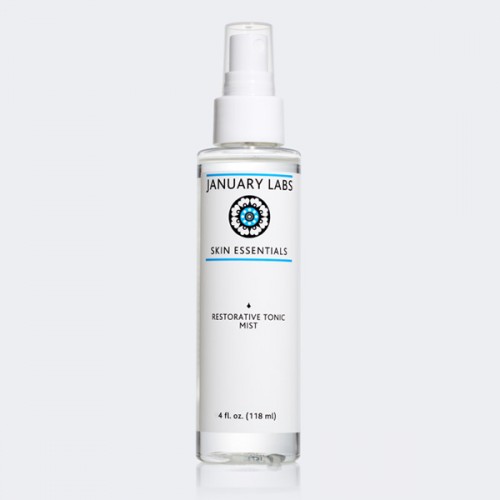 JANUARY LABS
SKIN ESSENTIALS
RESTORATIVE TONIC
MIST
4 fl. oz. (118 ml)